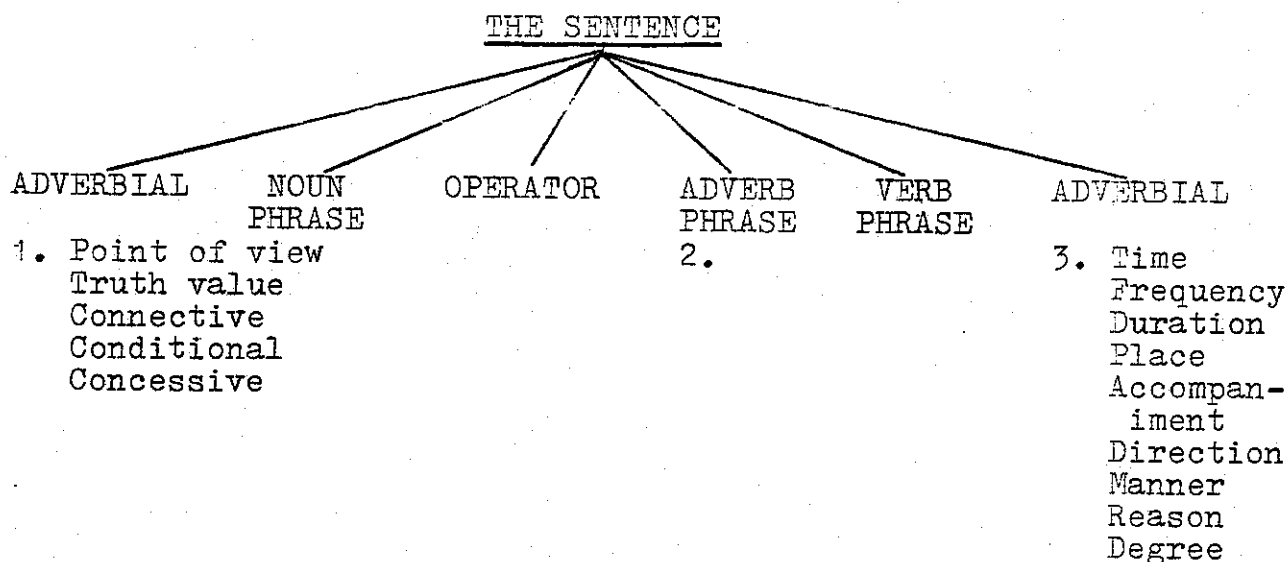 THE SENTENCE
ADVERBIAL NOUN OPERATOR ADVERB VERB ADVERBIAL
PHRASE PHRASE PHRASE
1. Point of view 2. 3. Time
Truth value Frequency
Connective Duration
Conditional Place
Concessive Accompan-
iment
Direction
Manner
Reason
Degree